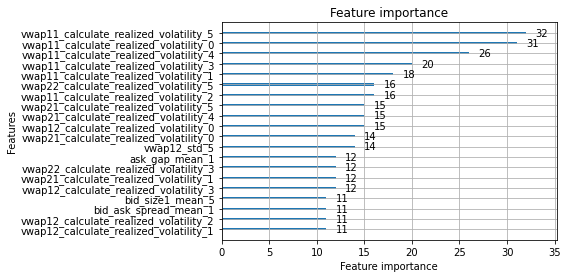 Feature importance
vwap11_calculate_realized_volatility_5 32
vwap11_calculate_realized_volatility_0 31
vwap11_calculate_realized_volatility_4 26
vwap11_calculate_realized_volatility_3 20
vwap11_calculate_realized_volatility_1 18
vwap22_calculate_realized_volatility_5 16
vwap11_calculate_realized_volatility_2 16
vwap21_calculate_realized_volatility_5 15
vwap21_calculate_realized_volatility_4 15
vwap12_calculate_realized_volatility_0 15
vwap21_calculate_realized_volatility_0 14
vwap12_std_5 14
ask_gap_mean_1 12
vwap22_calculate_realized_volatility_3 12
vwap21_calculate_realized_volatility_1 12
vwap12_calculate_realized_volatility_3 12
bid_size1_mean_5 11
bid_ask_spread_mean_1 11
vwap12_calculate_realized_volatility_2 11
vwap12_calculate_realized_volatility_1 11
Features
0 5 10 15 20 25 30 35
Feature importance